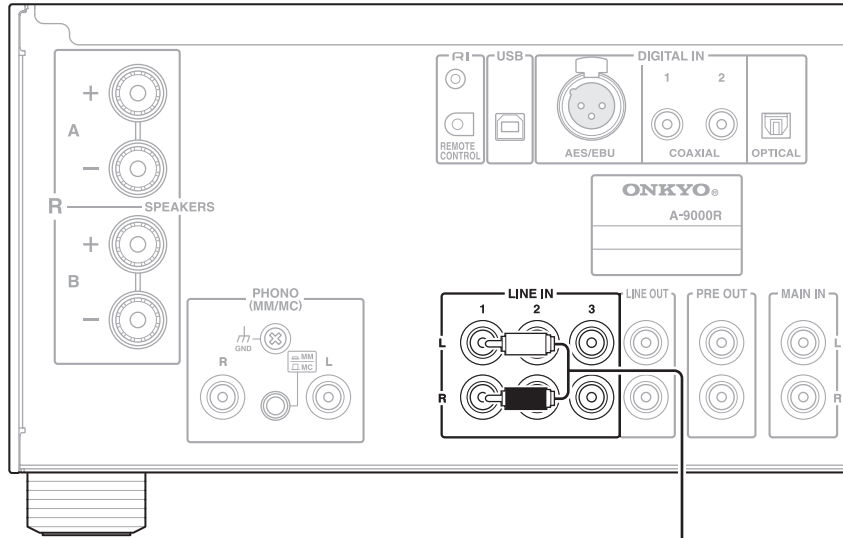 RI
USB
DIGITAL IN
1
2
REMOTE
CONTROL
AES/EBU
COAXIAL
OPTICAL
+
A
−
R
SPEAKERS
+
B
−
ONKYO®
A-9000R
PHONO
(MM/MC)
GND
MM
MC
R
L
LINE IN
1
2
3
L
R
LINE OUT
PRE OUT
MAIN IN
L
R